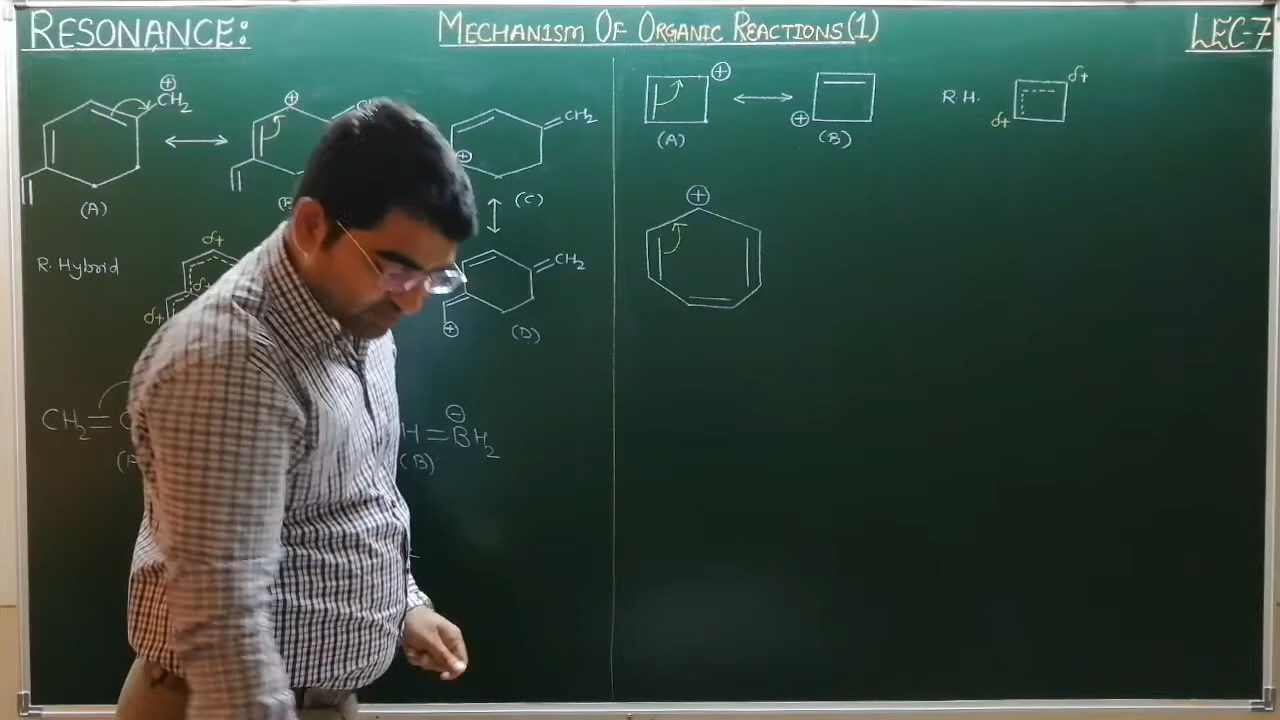 RESONANCE:
MECHANISM OF ORGANIC REACTIONS(1)
LEC-7
⊕
CH2
(A)
⊕
⊕
=CH2
(C)
R. Hybrid
δ+
δ+
δ+
=CH2
⊕
(D)
CH2=
H=BH2
⊖
(B)
⊕
(A)
⊕
(B)
R.H.
δ+
δ+
⊕